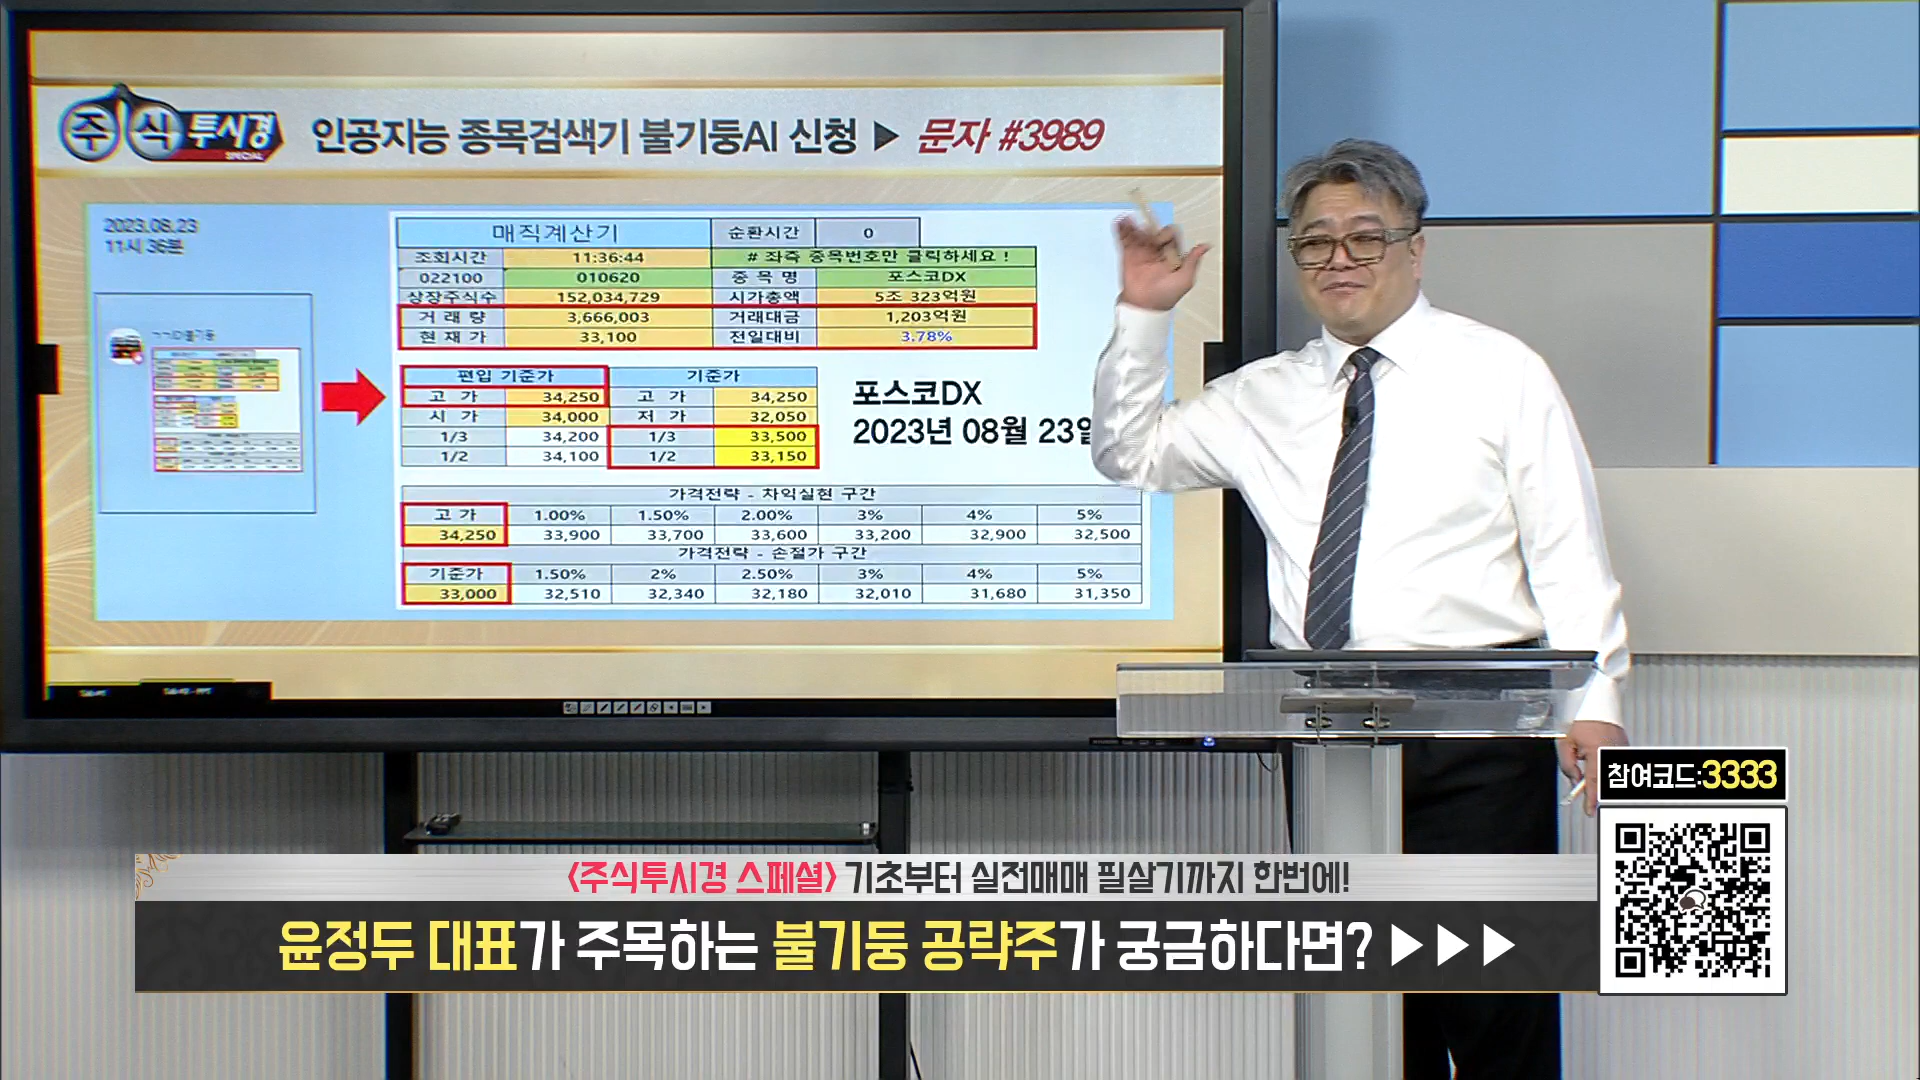 주식투시경
SPECIAL
인공지능 종목검색기 불기둥AI 신청 ▶ 문자 #3989
2023.08.23
11시 36분
매직계산기 순환시간 0
조회시간 11:36:44 # 좌측 종목번호만 클릭하세요 !
022100 010620 종 목 명 포스코DX
상장주식수 152,034,729 시가총액 5조 323억원
거 래 량 3,666,003 거래대금 1,203억원
현 재 가 33,100 전일대비 3.78%
편입 기준가 기준가
고 가 34,250 고 가 34,250
시 가 34,000 저 가 32,050
1/3 34,200 1/3 33,500
1/2 34,100 1/2 33,150
포스코DX
2023년 08월 23일
가격전략 - 차익실현 구간
고 가 1.00% 1.50% 2.00% 3% 4% 5%
34,250 33,900 33,700 33,600 33,200 32,900 32,500
가격전략 - 손절가 구간
기준가 1.50% 2% 2.50% 3% 4% 5%
33,000 32,510 32,340 32,180 32,010 31,680 31,350
참여코드:3333
<주식투시경 스페셜> 기초부터 실전매매 필살기까지 한번에!
윤정두 대표가 주목하는 불기둥 공략주가 궁금하다면? ▶▶▶